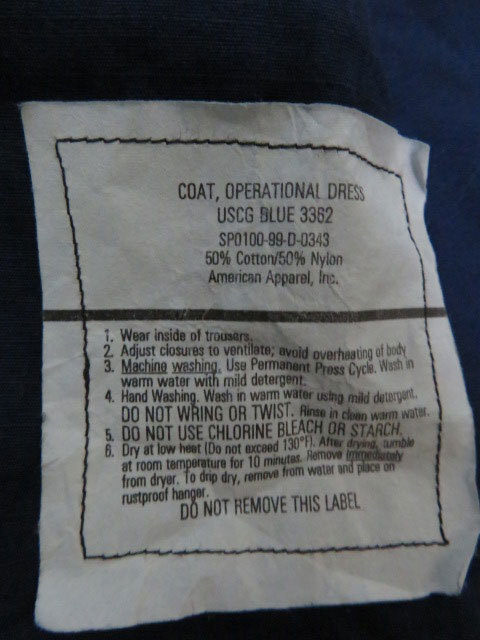 COAT, OPERATIONAL DRESS
USCG BLUE 3362
SP0100-99-D-0343
50% Cotton/50% Nylon
American Apparel, Inc.
1. Wear inside of trousers.
2. Adjust closures to ventilate; avoid overheating of body
3. Machine washing. Use Permanent Press Cycle. Wash in
warm water with mild detergent.
4. Hand Washing. Wash in warm water using mild detergent.
DO NOT WRING OR TWIST. Rinse in clean warm water.
5. DO NOT USE CHLORINE BLEACH OR STARCH.
6. Dry at low heat (Do not exceed 130°F). After drying, tumble
at room temperature for 10 minutes. Remove immediately
from dryer. To drip dry, remove from water and place on
rustproof hanger.
DO NOT REMOVE THIS LABEL